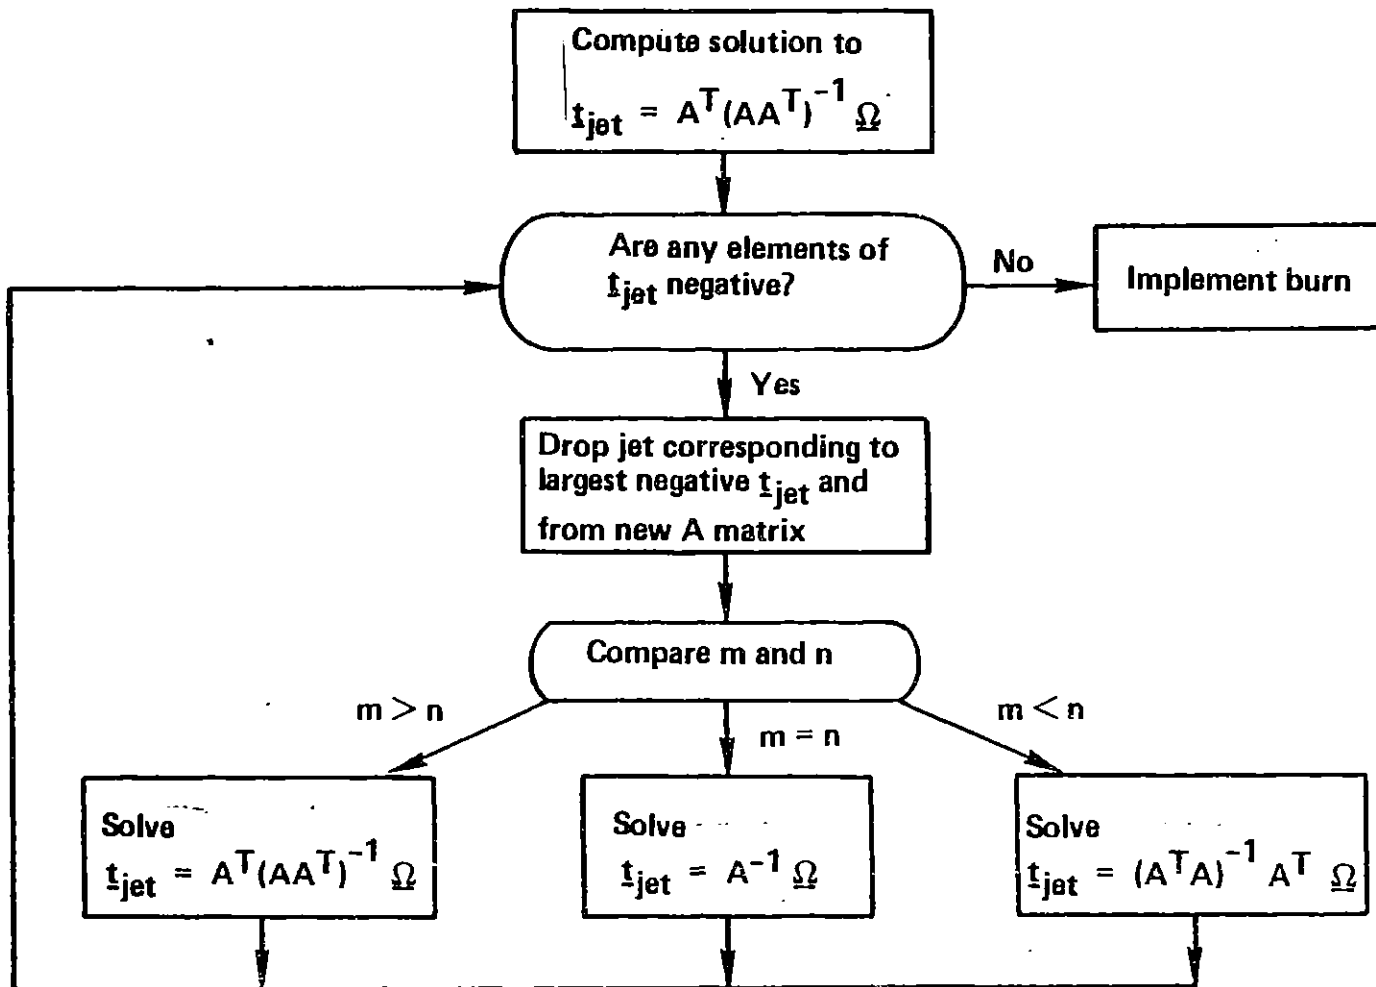 Compute solution to
t_jet = A^T(AA^T)^-1 Ω
Are any elements of
t_jet negative?
No
Implement burn
Yes
Drop jet corresponding to
largest negative t_jet and
from new A matrix
Compare m and n
m > n
m = n
m < n
Solve
t_jet = A^T(AA^T)^-1 Ω
Solve
t_jet = A^-1 Ω
Solve
t_jet = (A^TA)^-1 A^T Ω